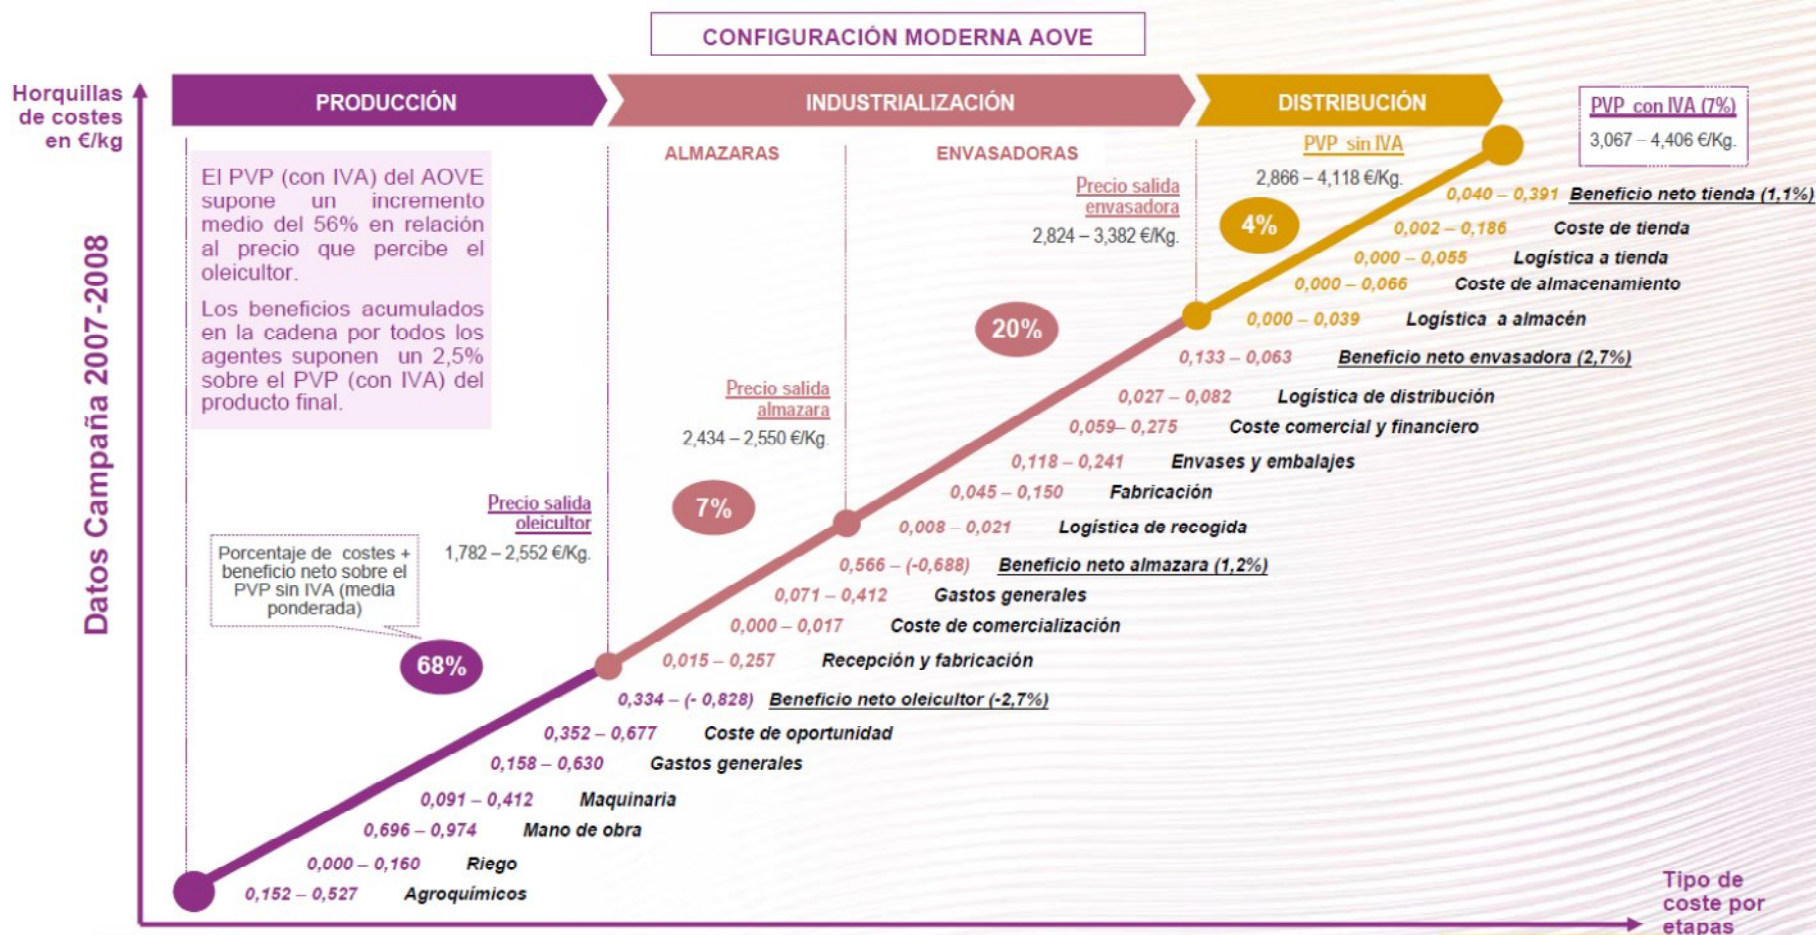 CONFIGURACIÓN MODERNA AOVE
Horquillas
de costes
en €/kg
PRODUCCIÓN
INDUSTRIALIZACIÓN
DISTRIBUCIÓN
PVP con IVA (7%)
3,067 – 4,406 €/Kg.
ALMAZARAS
ENVASADORAS
PVP sin IVA
2,866 – 4,118 €/Kg.
El PVP (con IVA) del AOVE
supone un incremento
medio del 56% en relación
al precio que percibe el
oleicultor.
Los beneficios acumulados
en la cadena por todos los
agentes suponen un 2,5%
sobre el PVP (con IVA) del
producto final.
Datos Campaña 2007-2008
Precio salida
envasadora
2,824 – 3,382 €/Kg.
4%
0,040 – 0,391 Beneficio neto tienda (1,1%)
0,002 – 0,186 Coste de tienda
0,000 – 0,055 Logística a tienda
0,000 – 0,066 Coste de almacenamiento
0,000 – 0,039 Logística a almacén
20%
0,133 – 0,063 Beneficio neto envasadora (2,7%)
0,027 – 0,082 Logística de distribución
0,059– 0,275 Coste comercial y financiero
0,118 – 0,241 Envases y embalajes
0,045 – 0,150 Fabricación
0,008 – 0,021 Logística de recogida
Precio salida
almazara
2,434 – 2,550 €/Kg.
7%
0,566 – (-0,688) Beneficio neto almazara (1,2%)
0,071 – 0,412 Gastos generales
0,000 – 0,017 Coste de comercialización
0,015 – 0,257 Recepción y fabricación
Precio salida
oleicultor
1,782 – 2,552 €/Kg.
Porcentaje de costes +
beneficio neto sobre el
PVP sin IVA (media
ponderada)
68%
0,334 – (- 0,828) Beneficio neto oleicultor (-2,7%)
0,352 – 0,677 Coste de oportunidad
0,158 – 0,630 Gastos generales
0,091 – 0,412 Maquinaria
0,696 – 0,974 Mano de obra
0,000 – 0,160 Riego
0,152 – 0,527 Agroquímicos
Tipo de
coste por
etapas